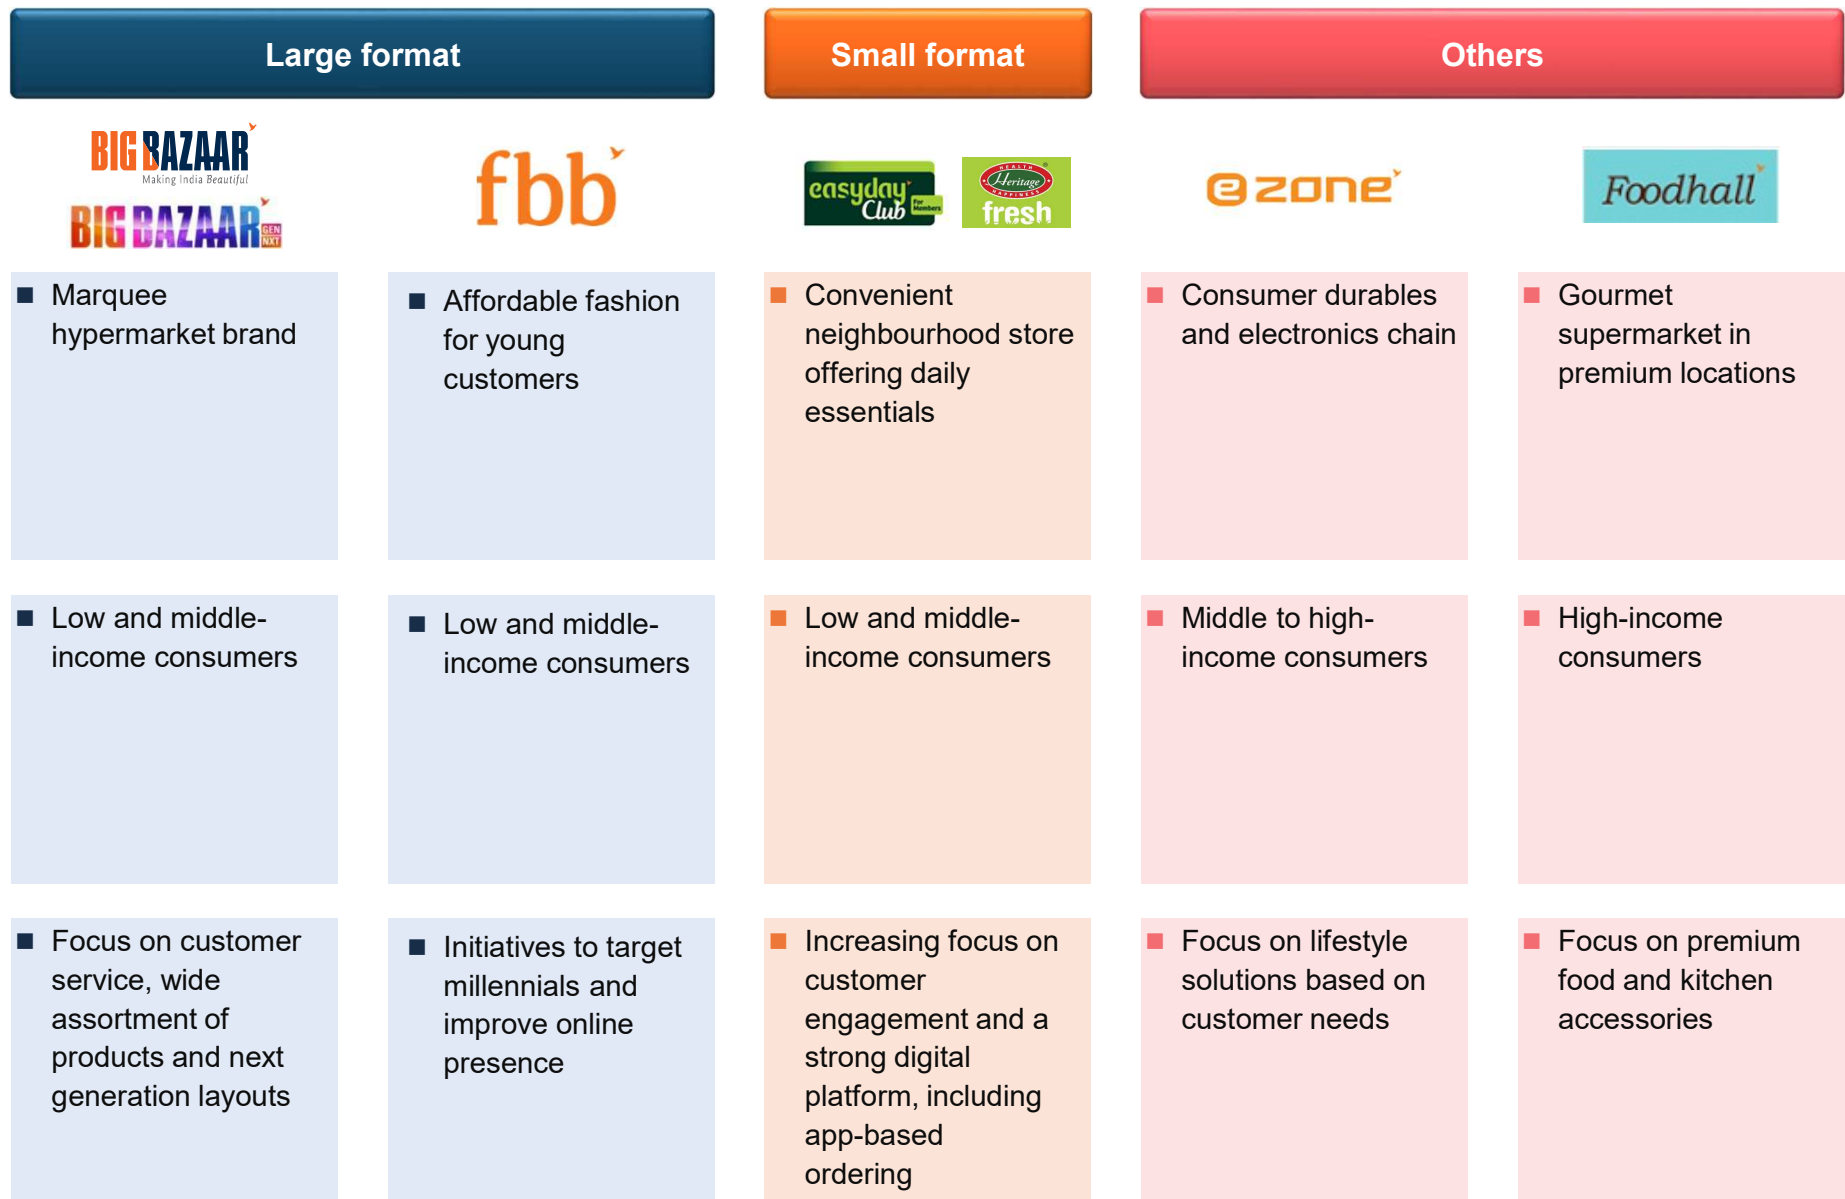 Large format
Small format
Others
BIG BAZAAR
Making India Beautiful
BIG BAZAAR GEN
NXT
fbb
easyday
Club
For
Members
HEALTH
Heritage
HAPPINESS
fresh
ezone
Foodhall
Marquee
hypermarket brand
Affordable fashion
for young
customers
Convenient
neighbourhood store
offering daily
essentials
Consumer durables
and electronics chain
Gourmet
supermarket in
premium locations
Low and middle-
income consumers
Low and middle-
income consumers
Low and middle-
income consumers
Middle to high-
income consumers
High-income
consumers
Focus on customer
service, wide
assortment of
products and next
generation layouts
Initiatives to target
millennials and
improve online
presence
Increasing focus on
customer
engagement and a
strong digital
platform, including
app-based
ordering
Focus on lifestyle
solutions based on
customer needs
Focus on premium
food and kitchen
accessories